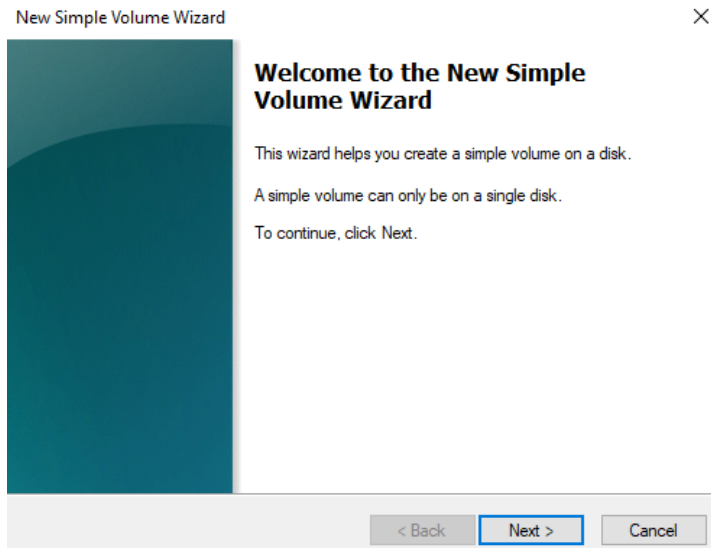 New Simple Volume Wizard
Welcome to the New Simple
Volume Wizard
This wizard helps you create a simple volume on a disk.
A simple volume can only be on a single disk.
To continue, click Next.
< Back Next > Cancel